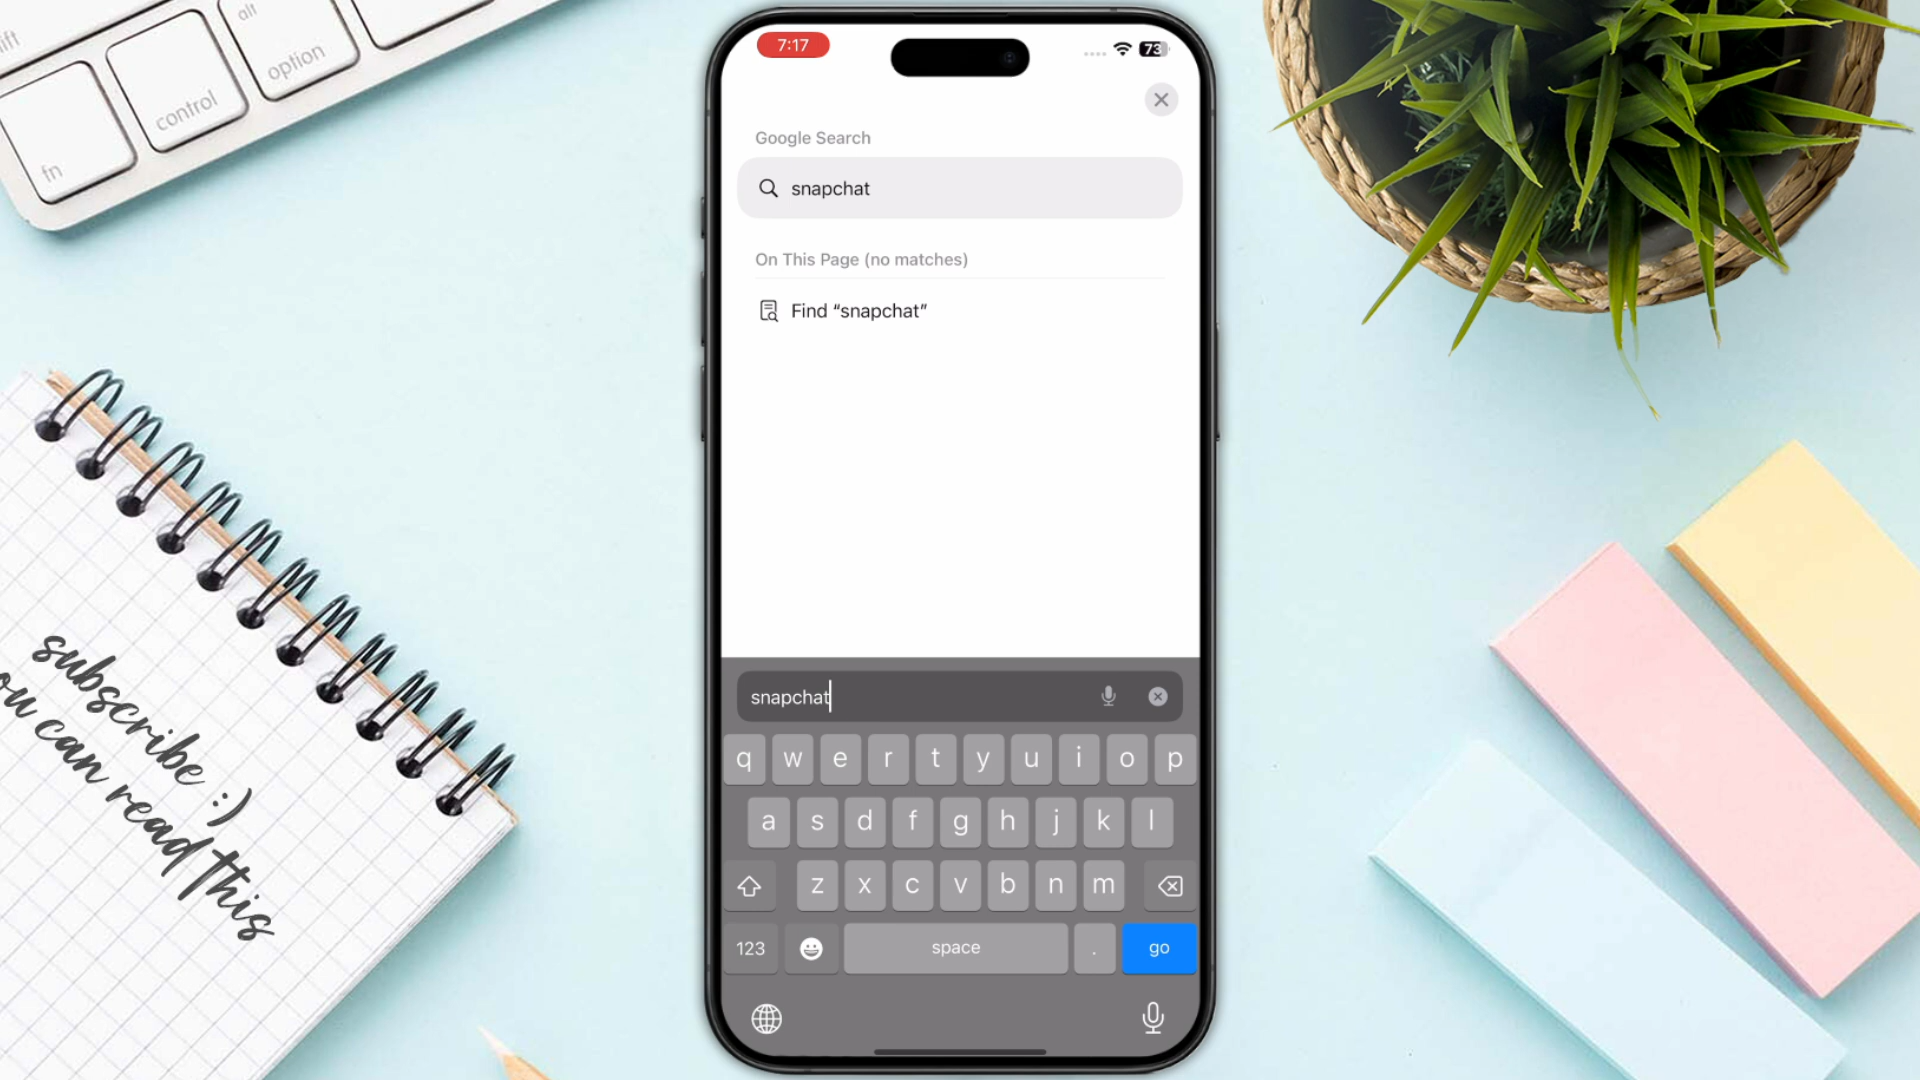 7:17
73
Google Search
snapchat
On This Page (no matches)
Find “snapchat”
snapchat
q w e r t y u i o p
a s d f g h j k l
z x c v b n m
123
space
.
go
alt
option
control
fn
subscribe :)
can read this